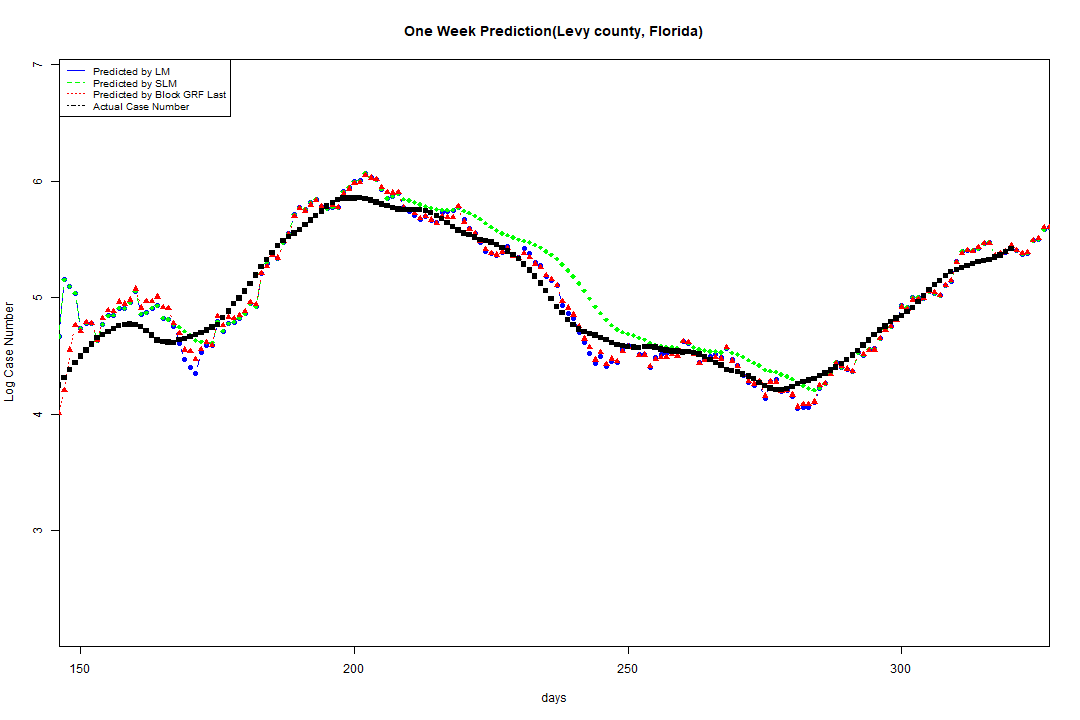 One Week Prediction(Levy county, Florida)
Predicted by LM
Predicted by SLM
Predicted by Block GRF Last
Actual Case Number
7
6
5
4
3
Log Case Number
150 200 250 300
days